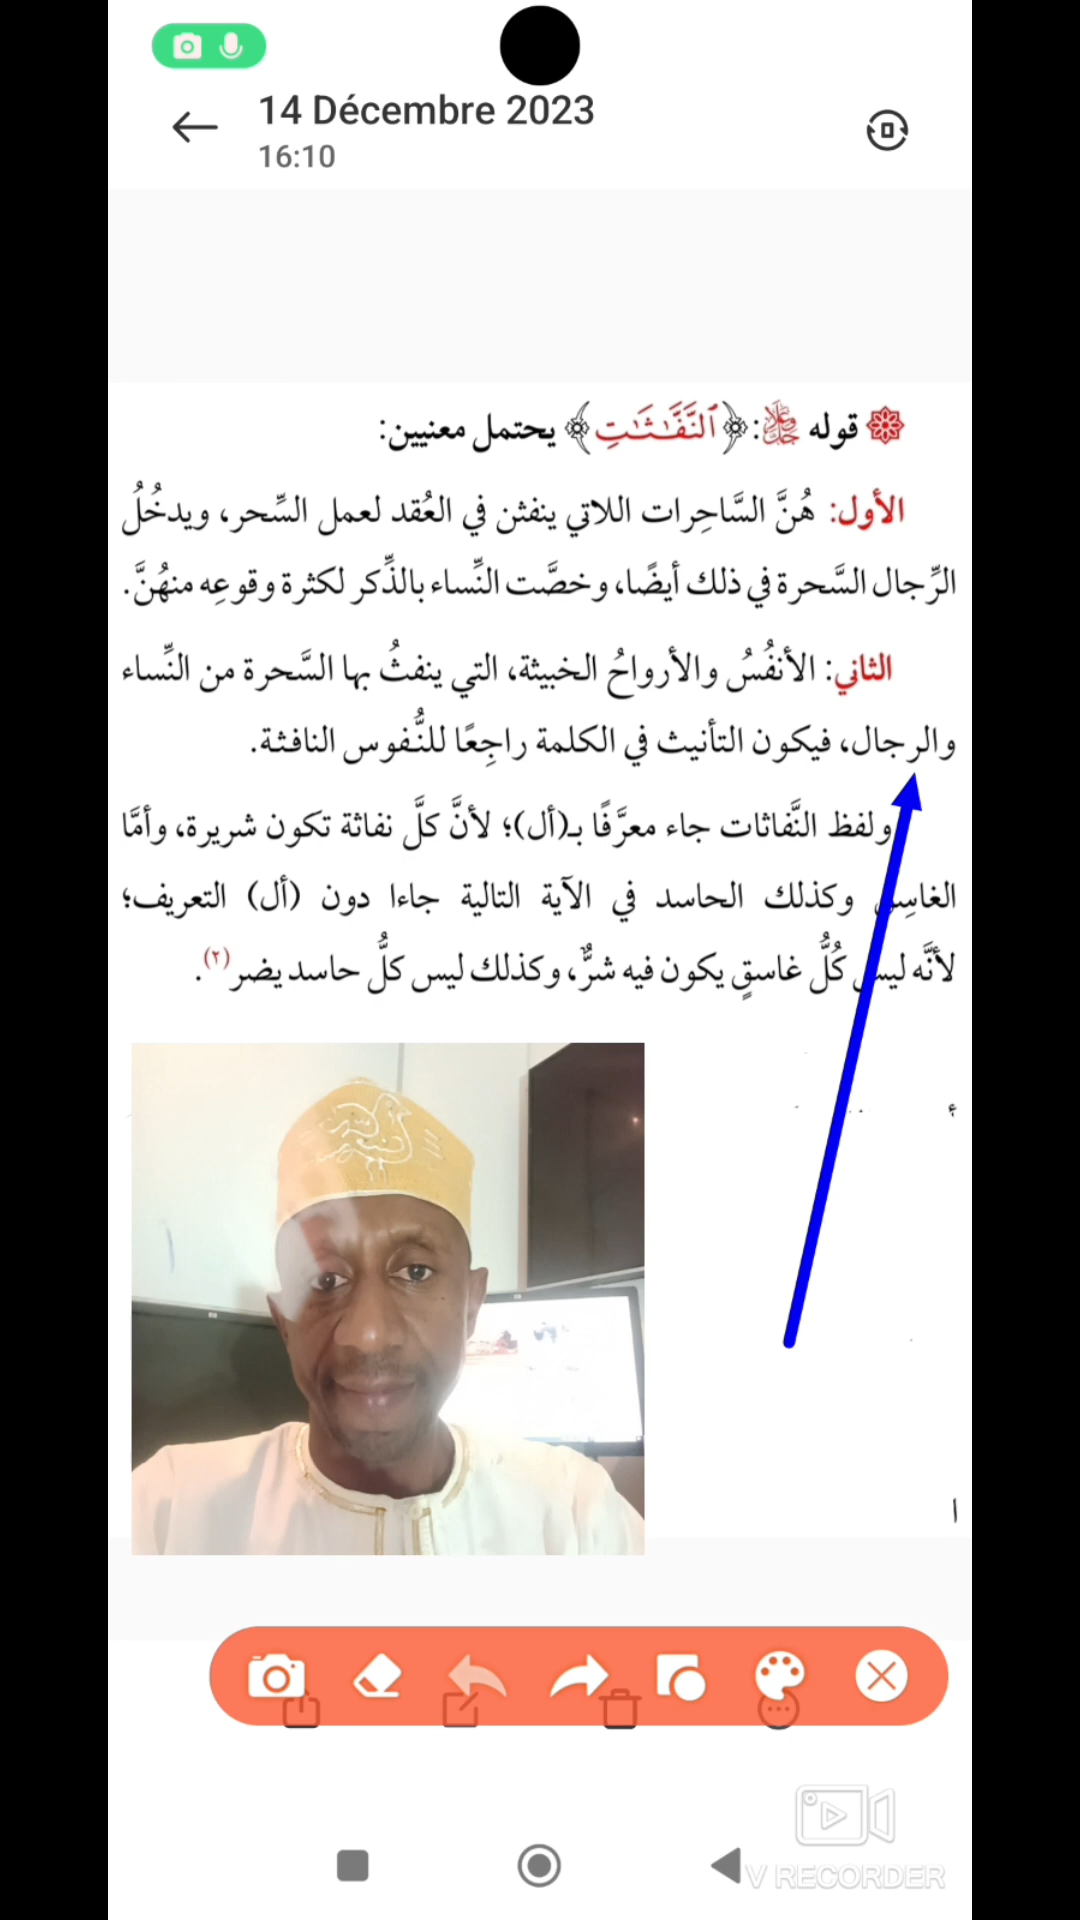 14 Décembre 2023
16:10
قوله جل وعلا: ﴿ٱلنَّفَّـٰثَـٰتِ﴾ يحتمل معنيين:
الأول: هُنَّ السَّاحِرات اللاتي ينفثن في العُقد لعمل السِّحر، ويدخُلُ
الرِّجال السَّحرة في ذلك أيضًا، وخصَّت النِّساء بالذِّكر لكثرة وقوعِه منهُنَّ.
الثاني: الأنفُسُ والأرواحُ الخبيثة، التي ينفثُ بها السَّحرة من النِّساء
والرجال، فيكون التأنيث في الكلمة راجِعًا للنُّفوس النافثة.
ولفظ النَّفاثات جاء معرَّفًا بـ(أل)؛ لأنَّ كلَّ نفاثة تكون شريرة، وأمَّا
الغاسِق وكذلك الحاسد في الآية التالية جاءا دون (أل) التعريف؛
لأنَّه ليس كُلُّ غاسقٍ يكون فيه شرٌّ، وكذلك ليس كلُّ حاسد يضر(٢).
V RECORDER